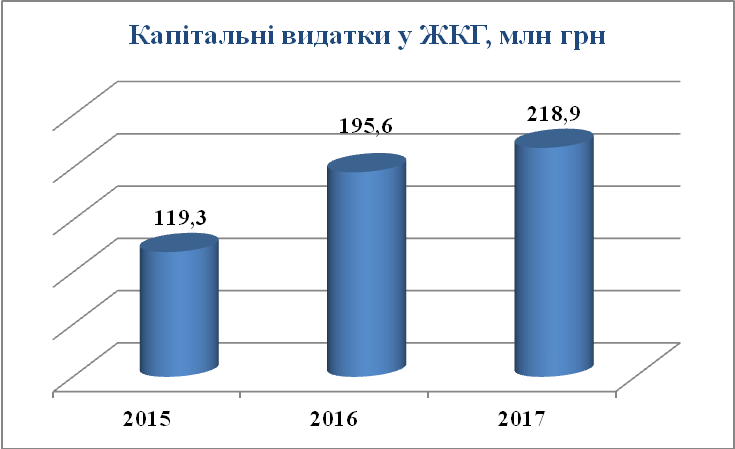 Капітальні видатки у ЖКГ, млн грн
218,9
195,6
119,3
2015 2016 2017